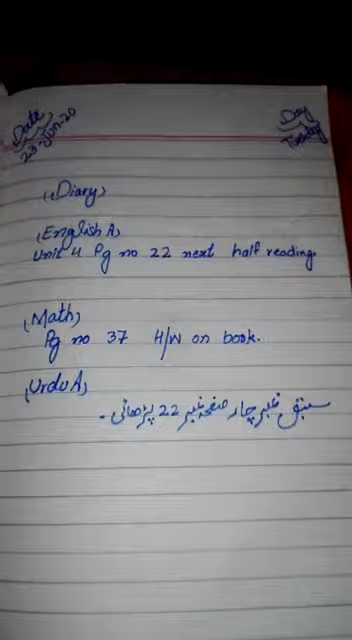 Date
23-Jun-20
Day
Tuesday
(Diary)
(English A)
Unit 4 Pg no 22 next half reading.
(Math)
Pg no 37 H/W on book.
(Urdu A)
سبق نمبر چار صفحہ نمبر 22 پڑھائی ۔